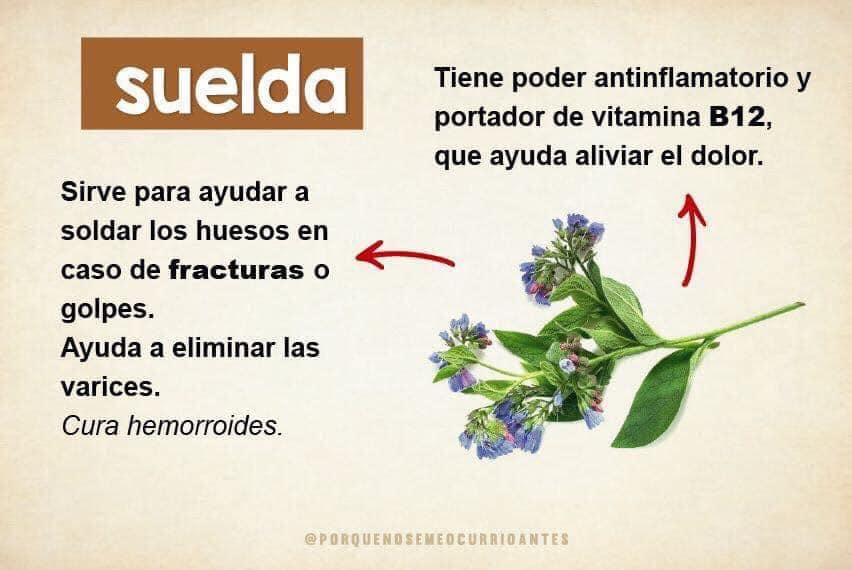 suelda
Tiene poder antinflamatorio y
portador de vitamina B12,
que ayuda aliviar el dolor.
Sirve para ayudar a
soldar los huesos en
caso de fracturas o
golpes.
Ayuda a eliminar las
varices.
Cura hemorroides.
@PORQUENOSEMEOCURRIOANTES